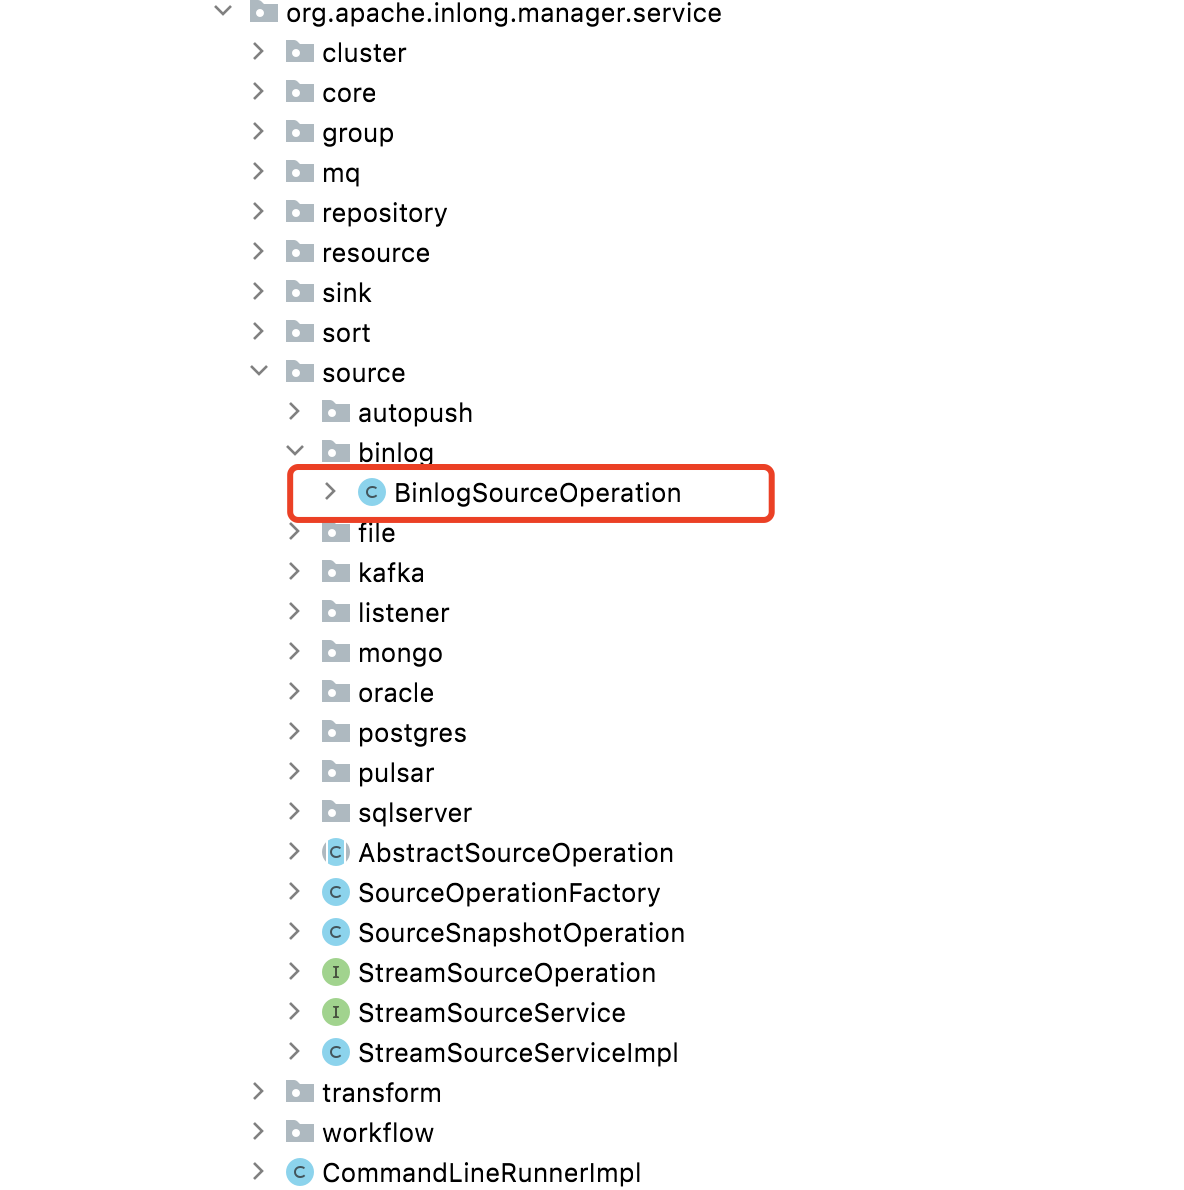 org.apache.inlong.manager.service
cluster
core
group
mq
repository
resource
sink
sort
source
autopush
binlog
C BinlogSourceOperation
file
kafka
listener
mongo
oracle
postgres
pulsar
sqlserver
C AbstractSourceOperation
C SourceOperationFactory
C SourceSnapshotOperation
I StreamSourceOperation
I StreamSourceService
C StreamSourceServiceImpl
transform
workflow
C CommandLineRunnerImpl